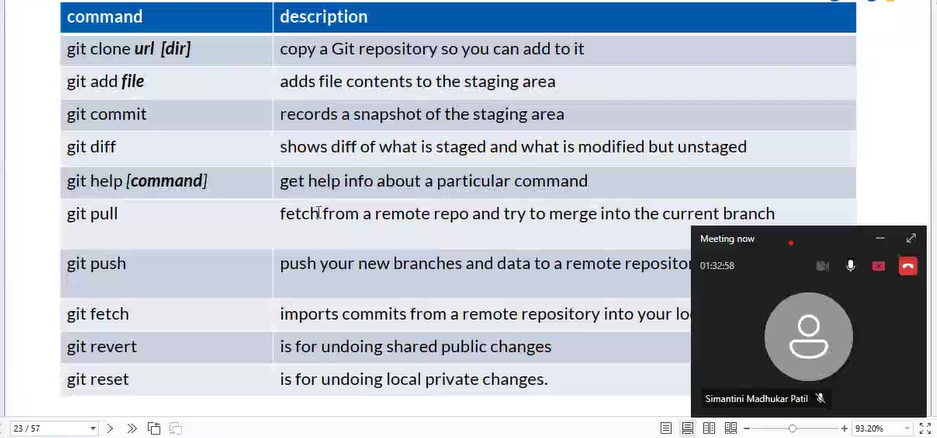 command description
git clone url [dir] copy a Git repository so you can add to it
git add file adds file contents to the staging area
git commit records a snapshot of the staging area
git diff shows diff of what is staged and what is modified but unstaged
git help [command] get help info about a particular command
git pull fetch from a remote repo and try to merge into the current branch
Meeting now
git push push your new branches and data to a remote repositor
01:32:58
git fetch imports commits from a remote repository into your lo
git revert is for undoing shared public changes
git reset is for undoing local private changes.
Simantini Madhukar Patil
23 / 57 93.20%